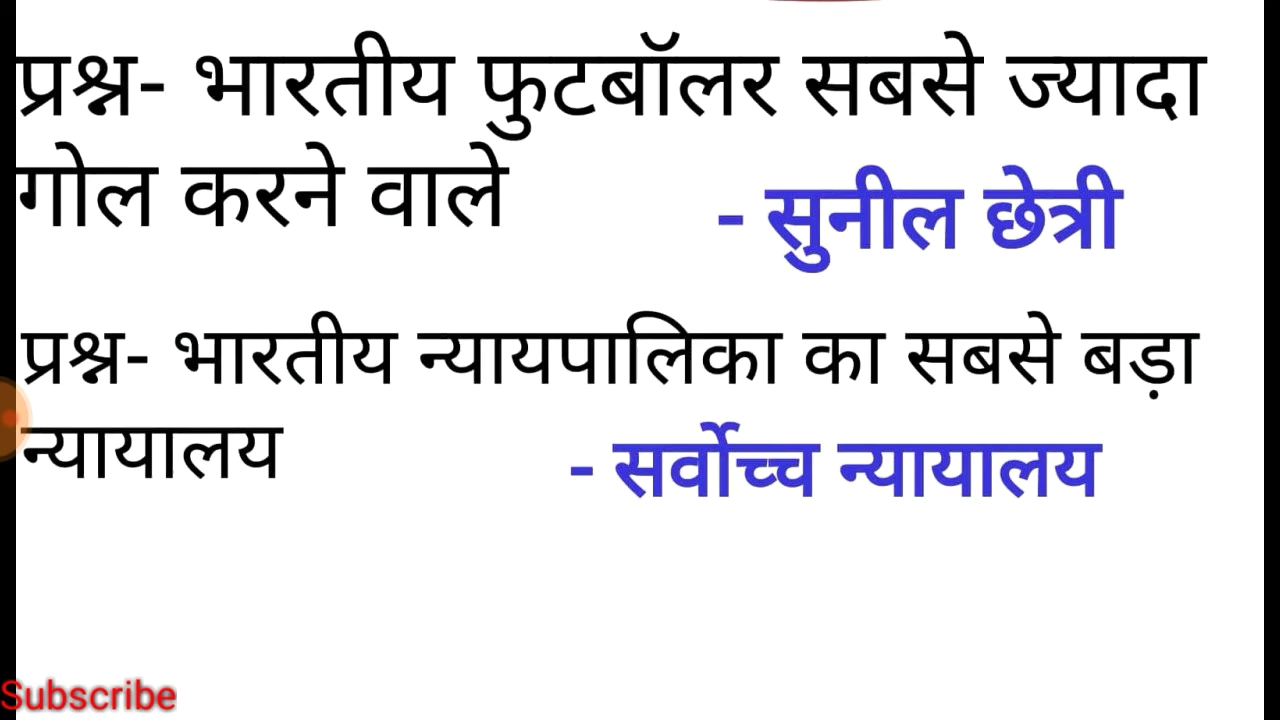 प्रश्न- भारतीय फुटबॉलर सबसे ज्यादा
गोल करने वाले
- सुनील छेत्री
प्रश्न- भारतीय न्यायपालिका का सबसे बड़ा
न्यायालय
- सर्वोच्च न्यायालय
Subscribe